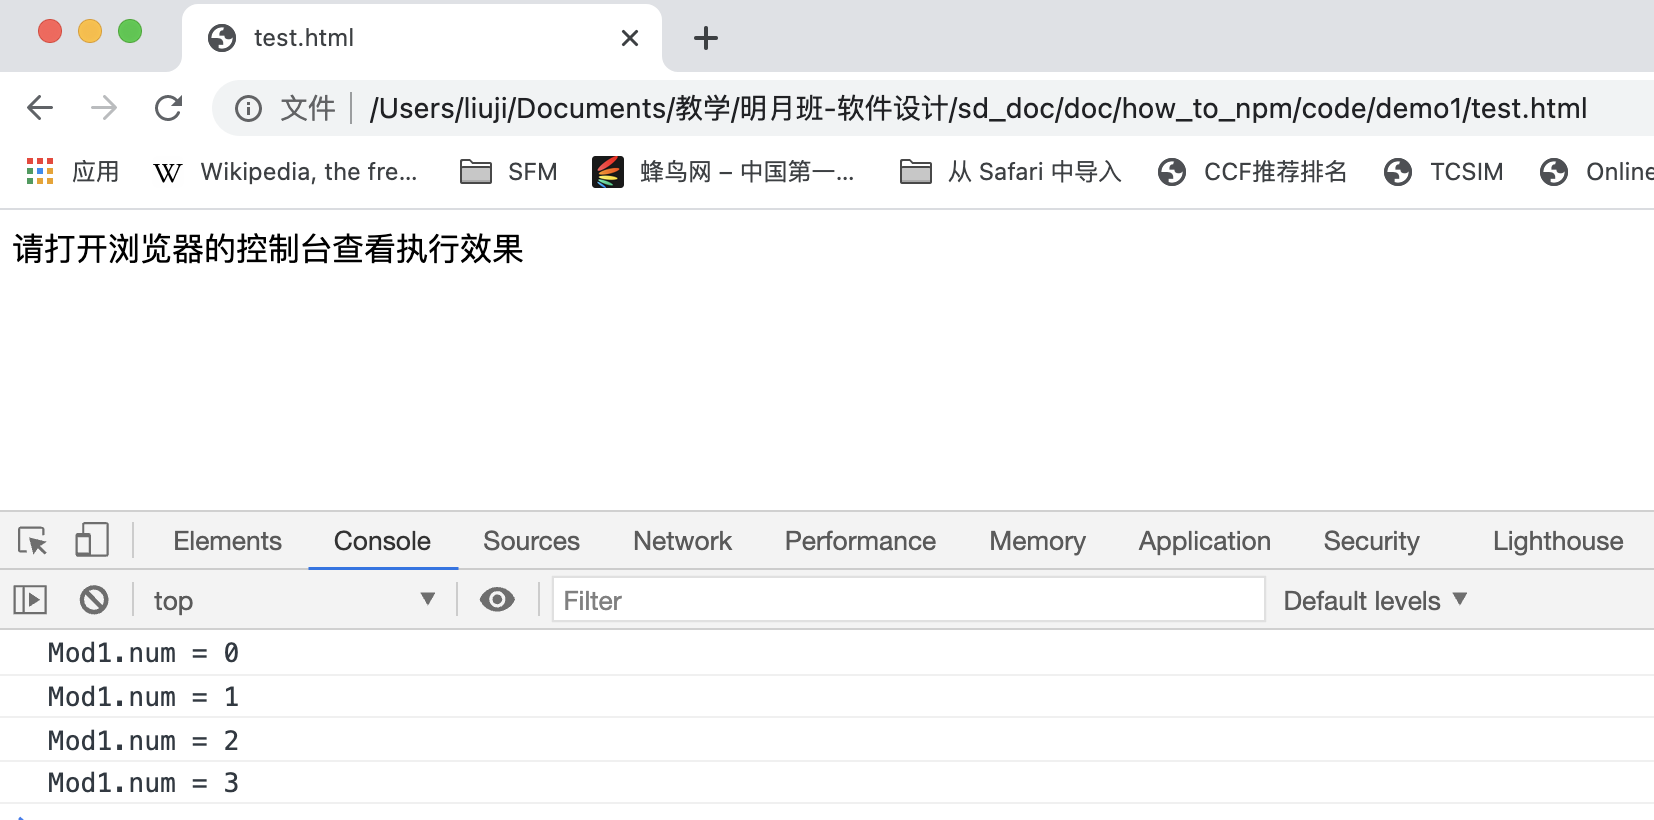 test.html
文件 /Users/liuji/Documents/教学/明月班-软件设计/sd_doc/doc/how_to_npm/code/demo1/test.html
应用 Wikipedia, the fre... SFM 蜂鸟网 – 中国第一... 从 Safari 中导入 CCF推荐排名 TCSIM Online
请打开浏览器的控制台查看执行效果
Elements Console Sources Network Performance Memory Application Security Lighthouse
top Filter Default levels
Mod1.num = 0
Mod1.num = 1
Mod1.num = 2
Mod1.num = 3